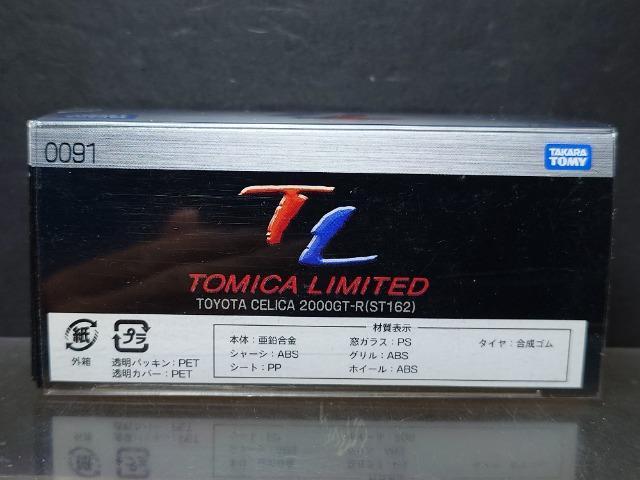 0091
TAKARA
TOMY
TL
TOMICA LIMITED
TOYOTA CELICA 2000GT-R(ST162)
紙
外箱
プラ
透明パッキン:PET
透明カバー:PET
材質表示
本体:亜鉛合金 窓ガラス:PS タイヤ:合成ゴム
シャーシ:ABS グリル:ABS
シート:PP ホイール:ABS